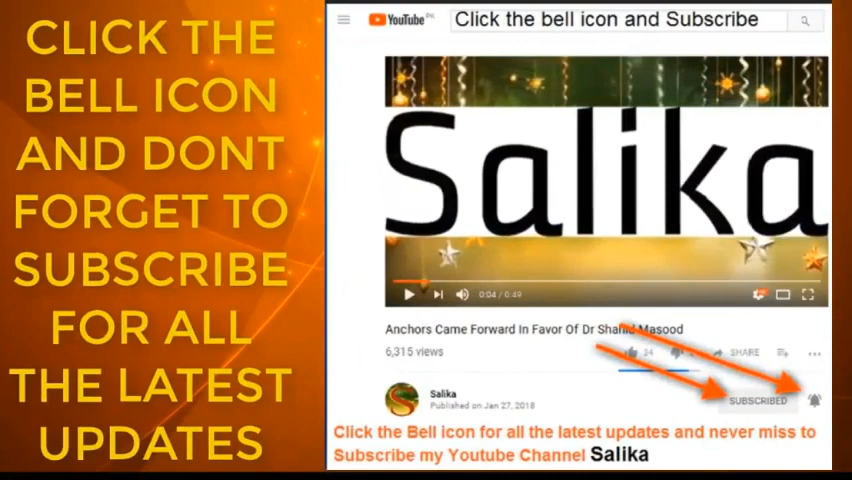 CLICK THE
BELL ICON
AND DONT
FORGET TO
SUBSCRIBE
FOR ALL
THE LATEST
UPDATES
YouTube
Click the bell icon and Subscribe
Salika
0:04 / 0:49
Anchors Came Forward In Favor Of Dr Shahid Masood
6,315 views
34
SHARE
Salika
Published on Jan 27, 2018
SUBSCRIBED
Click the Bell icon for all the latest updates and never miss to
Subscribe my Youtube Channel Salika